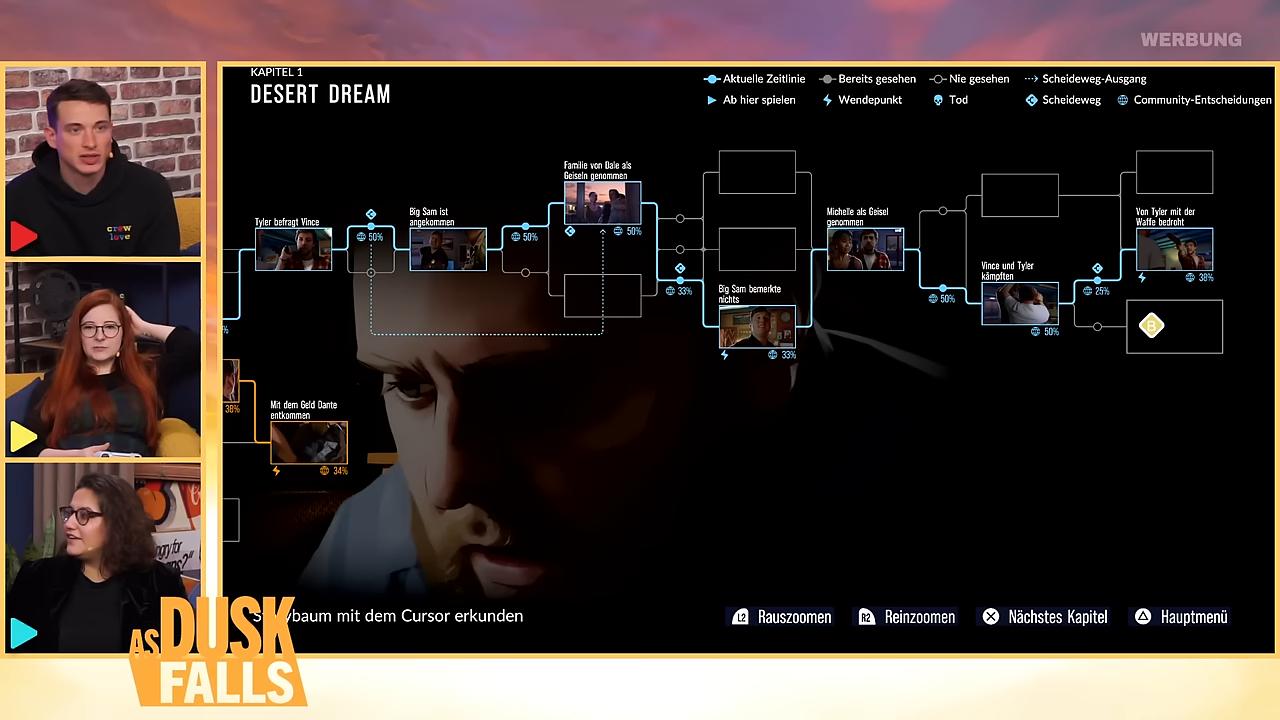 WERBUNG
KAPITEL 1
DESERT DREAM
Aktuelle Zeitlinie
Bereits gesehen
Nie gesehen
Scheideweg-Ausgang
Ab hier spielen
Wendepunkt
Tod
Scheideweg
Community-Entscheidungen
Familie von Dale als
Geiseln genommen
50%
Tyler befragt Vince
50%
Big Sam ist
angekommen
50%
Michelle als Geisel
genommen
Von Tyler mit der
Waffe bedroht
38%
Vince und Tyler
kämpften
50%
25%
33%
50%
Big Sam bemerkte
nichts
33%
B
%
38%
Mit dem Geld Dante
entkommen
34%
crew
love
baum mit dem Cursor erkunden
L2 Rauszoomen
R2 Reinzoomen
Nächstes Kapitel
Hauptmenü
AS DUSK
FALLS